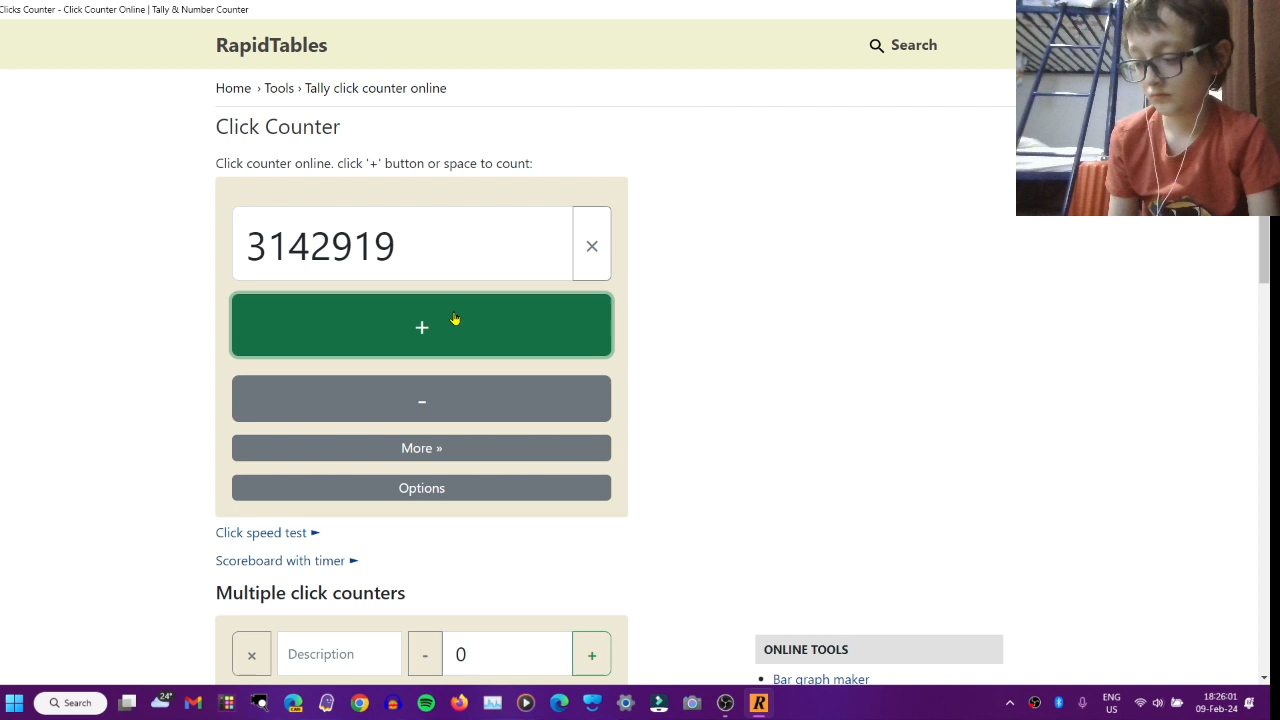 Clicks Counter - Click Counter Online | Tally & Number Counter
RapidTables
Search
Home › Tools › Tally click counter online
Click Counter
Click counter online. click '+' button or space to count:
3142919
×
+
-
More »
Options
Click speed test ►
Scoreboard with timer ►
Multiple click counters
× Description - 0 +
ONLINE TOOLS
• Bar graph maker
24°
Search
ENG
US
18:26:01
09-Feb-24